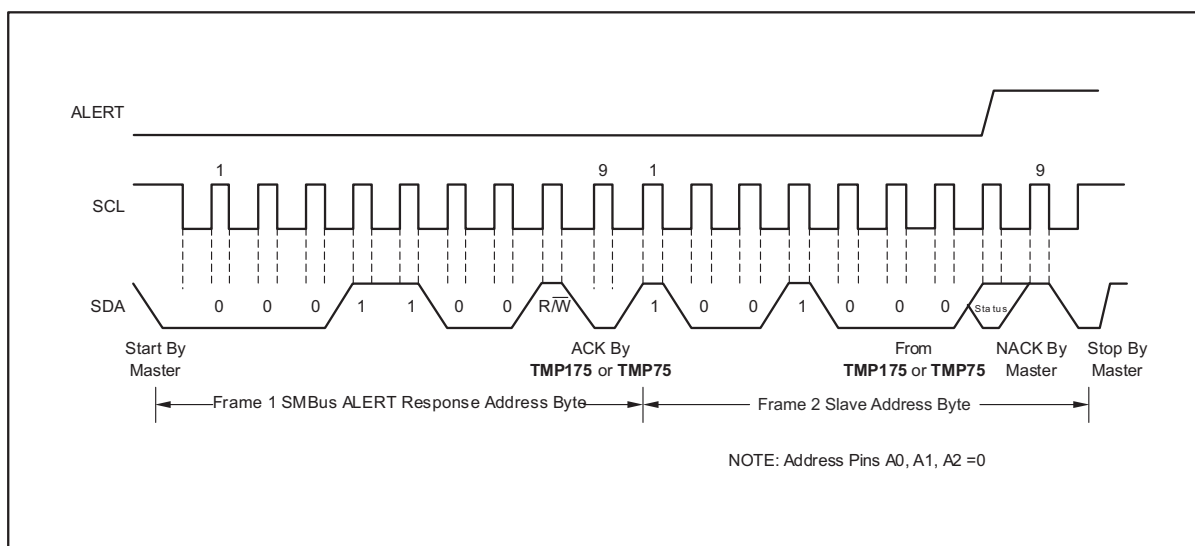 ALERT
1 9 1 9
SCL
SDA 0 0 0 1 1 0 0 R/W̅ 1 0 0 1 0 0 0 Status
Start By
Master
ACK By
TMP175 or TMP75
From
TMP175 or TMP75
NACK By
Master
Stop By
Master
Frame 1 SMBus ALERT Response Address Byte
Frame 2 Slave Address Byte
NOTE: Address Pins A0, A1, A2 =0